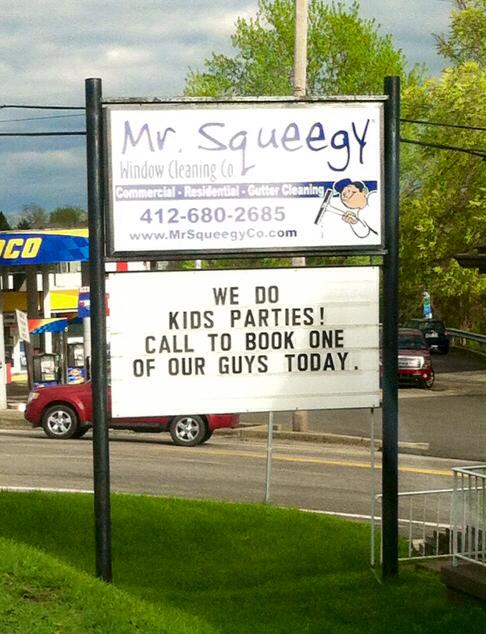 Mr. Squeegy
Window Cleaning Co.
Commercial - Residential - Gutter Cleaning
412-680-2685
www.MrSqueegyCo.com
WE DO
KIDS PARTIES!
CALL TO BOOK ONE
OF OUR GUYS TODAY.
OCO